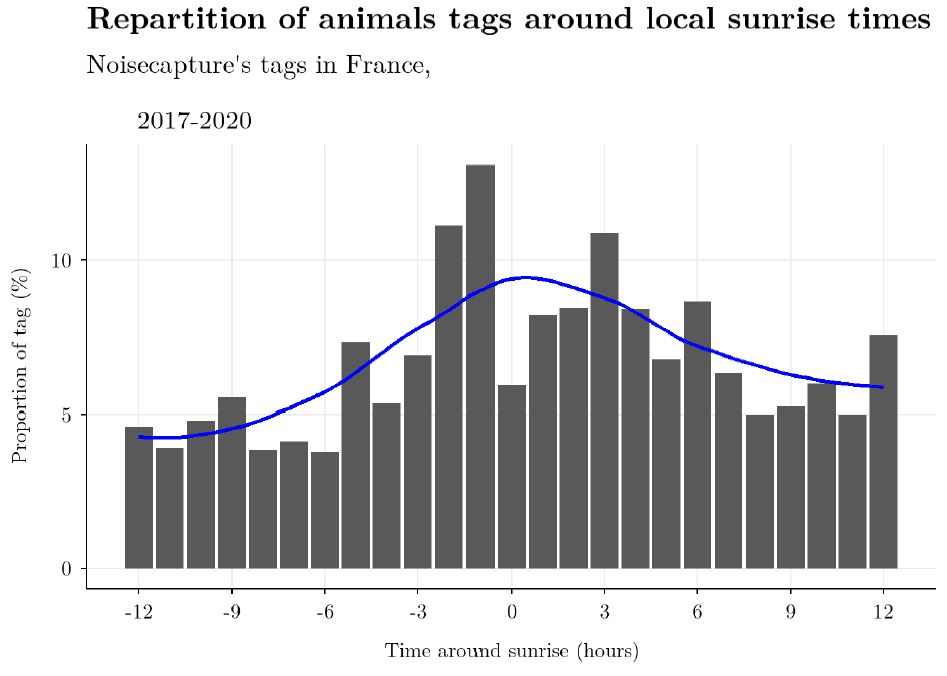 Repartition of animals tags around local sunrise times
Noisecapture's tags in France,
2017-2020
Proportion of tag (%)
10
5
0
-12 -9 -6 -3 0 3 6 9 12
Time around sunrise (hours)